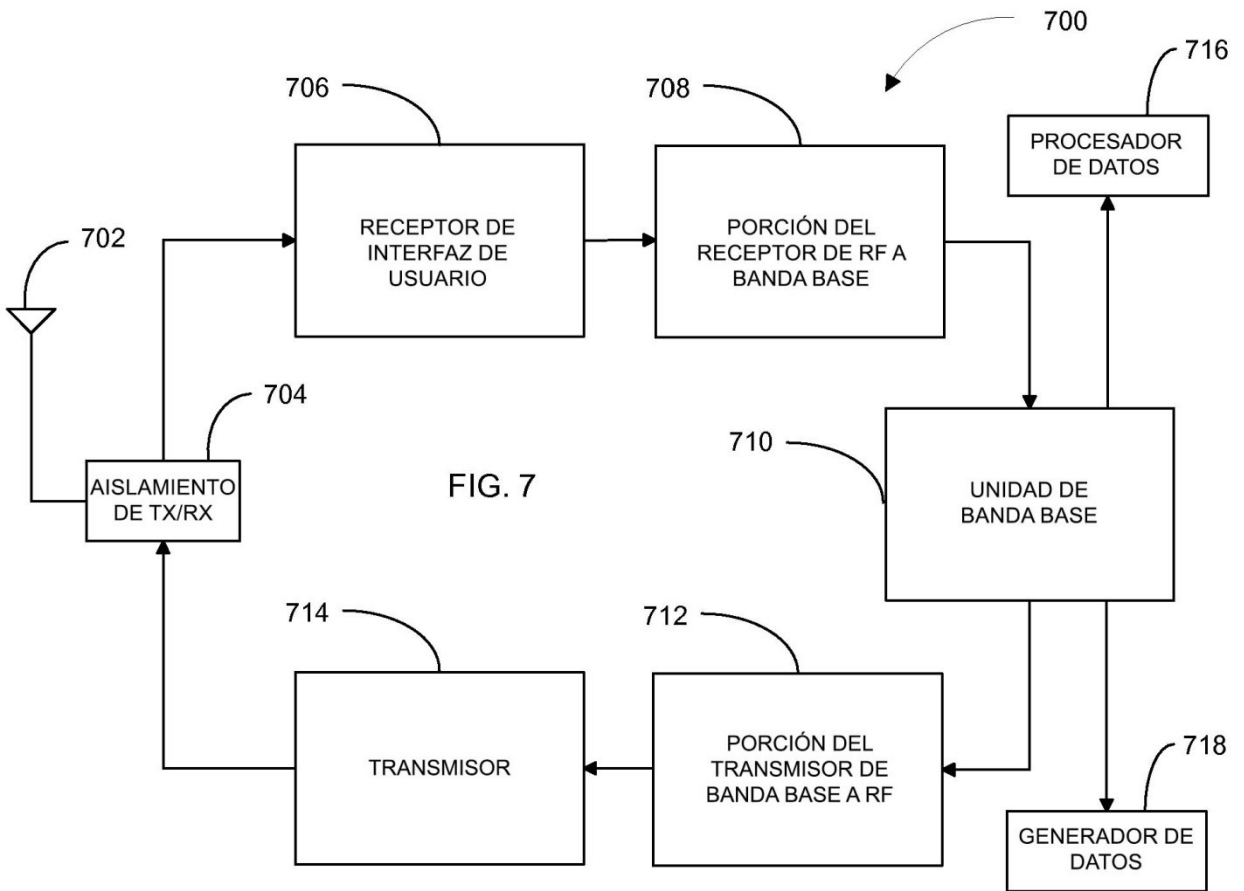 700
716
706
708
PROCESADOR
DE DATOS
702
RECEPTOR DE
INTERFAZ DE
USUARIO
PORCIÓN DEL
RECEPTOR DE RF A
BANDA BASE
704
AISLAMIENTO
DE TX/RX
FIG. 7
710
UNIDAD DE
BANDA BASE
714
712
TRANSMISOR
PORCIÓN DEL
TRANSMISOR DE
BANDA BASE A RF
718
GENERADOR DE
DATOS